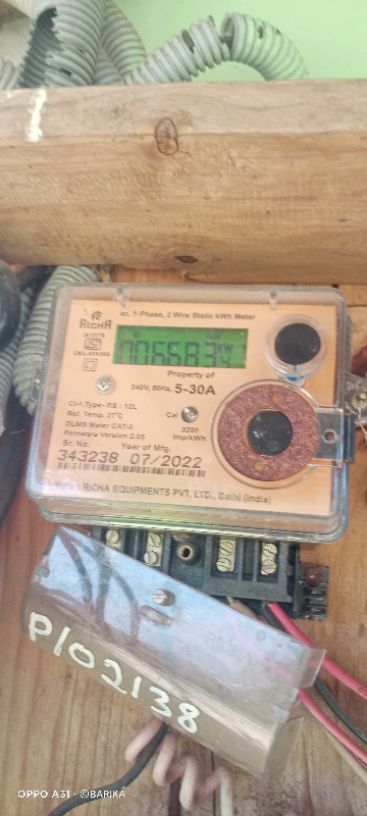 ac. 1-Phase, 2 Wire Static kWh Meter
RICHA
ISI
Property of
240V, 50Hz, 5-30A
Cl-1, Type - RS : 12L
Ref. Temp. 27°C
Cal
DLMS Meter CAT-
3200
imp/kWh
Firmware Version 2.05
Sr. No. Year of Mfg.
343238 07/2022
RICHA EQUIPMENTS PVT. LTD., Delhi (India)
P102138
OPPO A31 · ©BARIKA